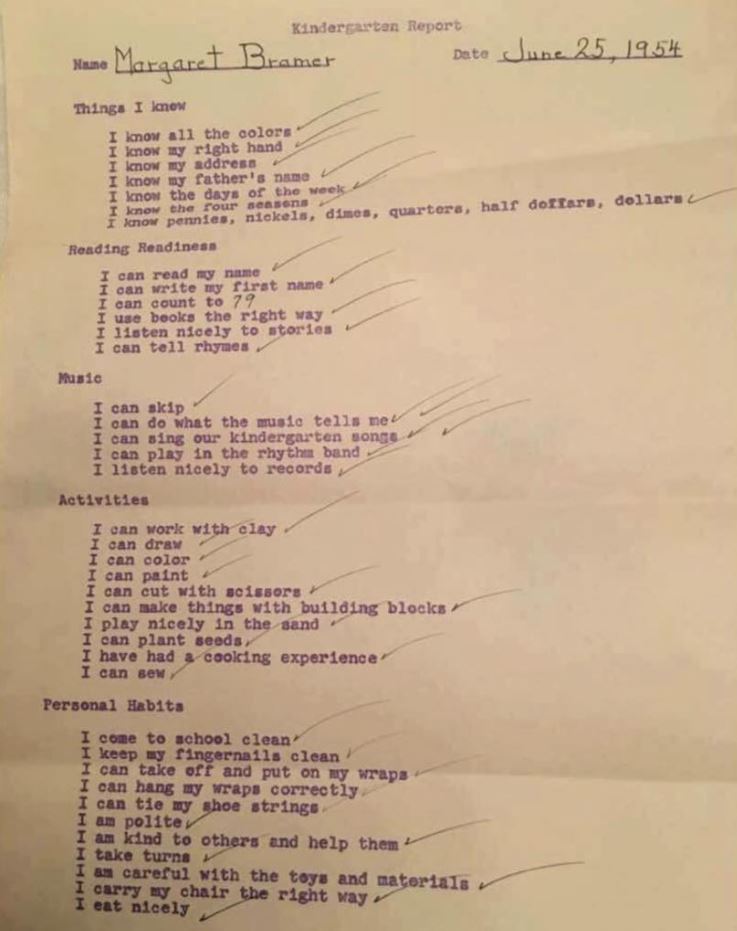 Kindergarten Report
Name Margaret Bramer Date June 25, 1954
Things I know
I know all the colors
I know my right hand
I know my address
I know my father's name
I know the days of the week
I know the four seasons
I know pennies, nickels, dimes, quarters, half dollars, dollars
Reading Readiness
I can read my name
I can write my first name
I can count to 79
I use books the right way
I listen nicely to stories
I can tell rhymes
Music
I can skip
I can do what the music tells me
I can sing our kindergarten songs
I can play in the rhythm band
I listen nicely to records
Activities
I can work with clay
I can draw
I can color
I can paint
I can cut with scissors
I can make things with building blocks
I play nicely in the sand
I can plant seeds
I have had a cooking experience
I can sew
Personal Habits
I come to school clean
I keep my fingernails clean
I can take off and put on my wraps
I can hang my wraps correctly
I can tie my shoe strings
I am polite
I am kind to others and help them
I take turns
I am careful with the toys and materials
I carry my chair the right way
I eat nicely